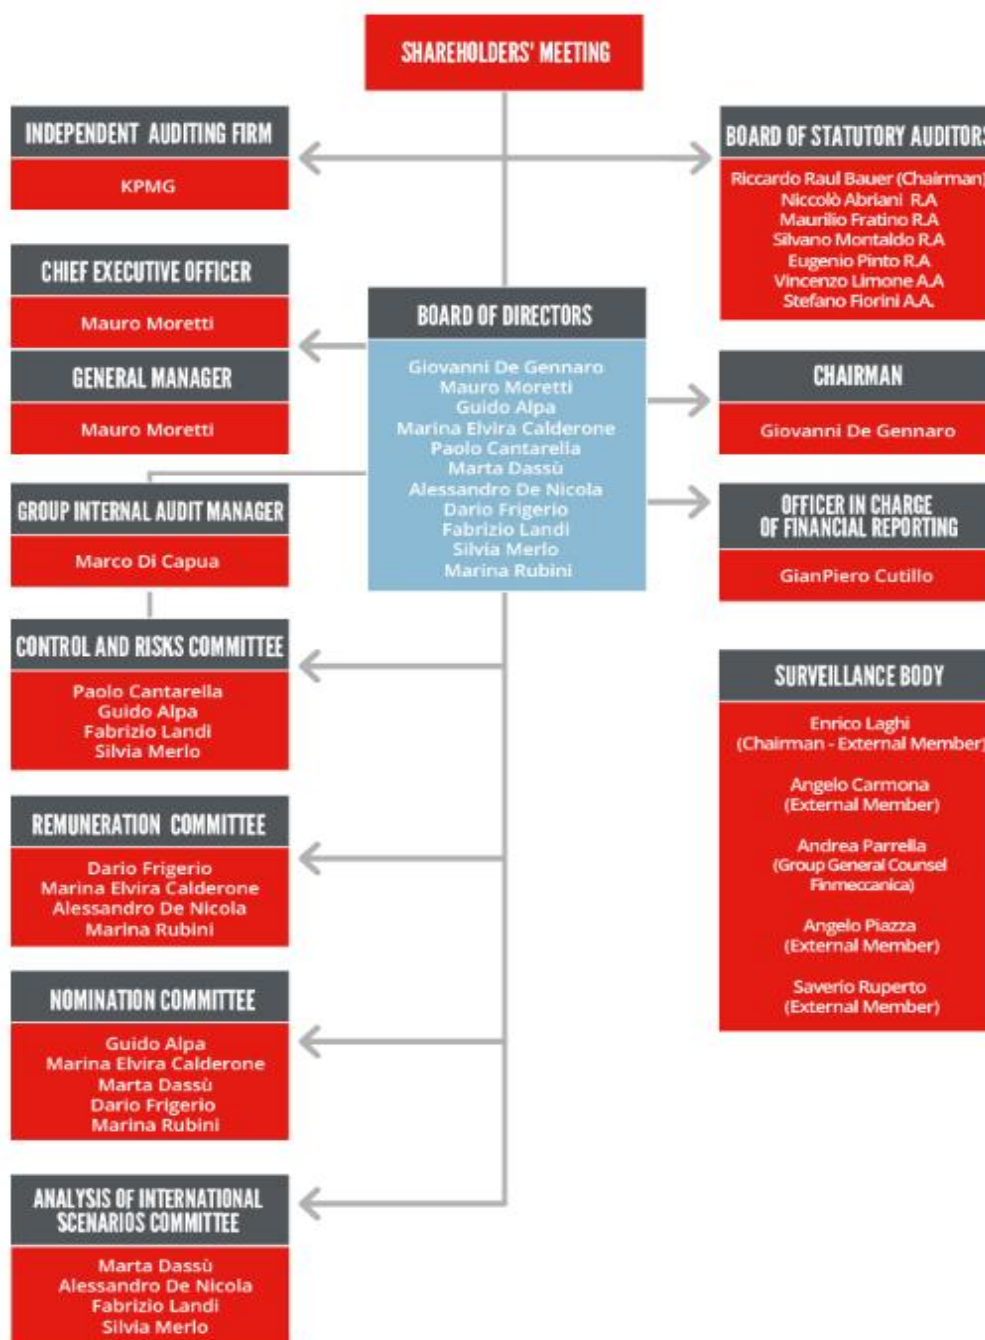 SHAREHOLDERS' MEETING
INDEPENDENT AUDITING FIRM
KPMG
BOARD OF STATUTORY AUDITORS
Riccardo Raul Bauer (Chairman)
Niccolò Abriani R.A
Maurilio Fratino R.A
Silvano Montaldo R.A
Eugenio Pinto R.A
Vincenzo Limone A.A
Stefano Fiorini A.A.
CHIEF EXECUTIVE OFFICER
Mauro Moretti
GENERAL MANAGER
Mauro Moretti
BOARD OF DIRECTORS
Giovanni De Gennaro
Mauro Moretti
Guido Alpa
Marina Elvira Calderone
Paolo Cantarella
Marta Dassù
Alessandro De Nicola
Dario Frigerio
Fabrizio Landi
Silvia Merlo
Marina Rubini
CHAIRMAN
Giovanni De Gennaro
GROUP INTERNAL AUDIT MANAGER
Marco Di Capua
OFFICER IN CHARGE
OF FINANCIAL REPORTING
GianPiero Cutillo
CONTROL AND RISKS COMMITTEE
Paolo Cantarella
Guido Alpa
Fabrizio Landi
Silvia Merlo
SURVEILLANCE BODY
Enrico Laghi
(Chairman - External Member)
Angelo Carmona
(External Member)
Andrea Parrella
(Group General Counsel
Finmeccanica)
Angelo Piazza
(External Member)
Saverio Ruperto
(External Member)
REMUNERATION COMMITTEE
Dario Frigerio
Marina Elvira Calderone
Alessandro De Nicola
Marina Rubini
NOMINATION COMMITTEE
Guido Alpa
Marina Elvira Calderone
Marta Dassù
Dario Frigerio
Marina Rubini
ANALYSIS OF INTERNATIONAL
SCENARIOS COMMITTEE
Marta Dassù
Alessandro De Nicola
Fabrizio Landi
Silvia Merlo